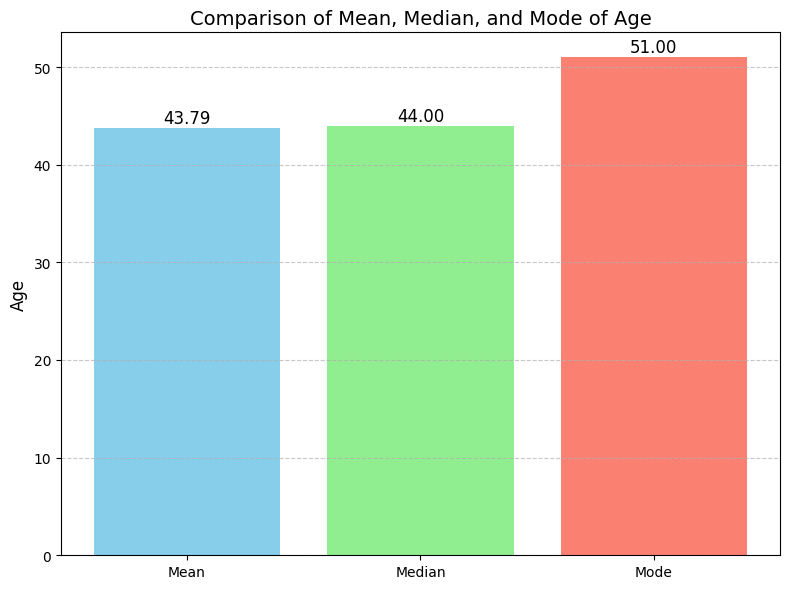 Comparison of Mean, Median, and Mode of Age
51.00
43.79
44.00
50
40
30
20
10
0
Age
Mean
Median
Mode